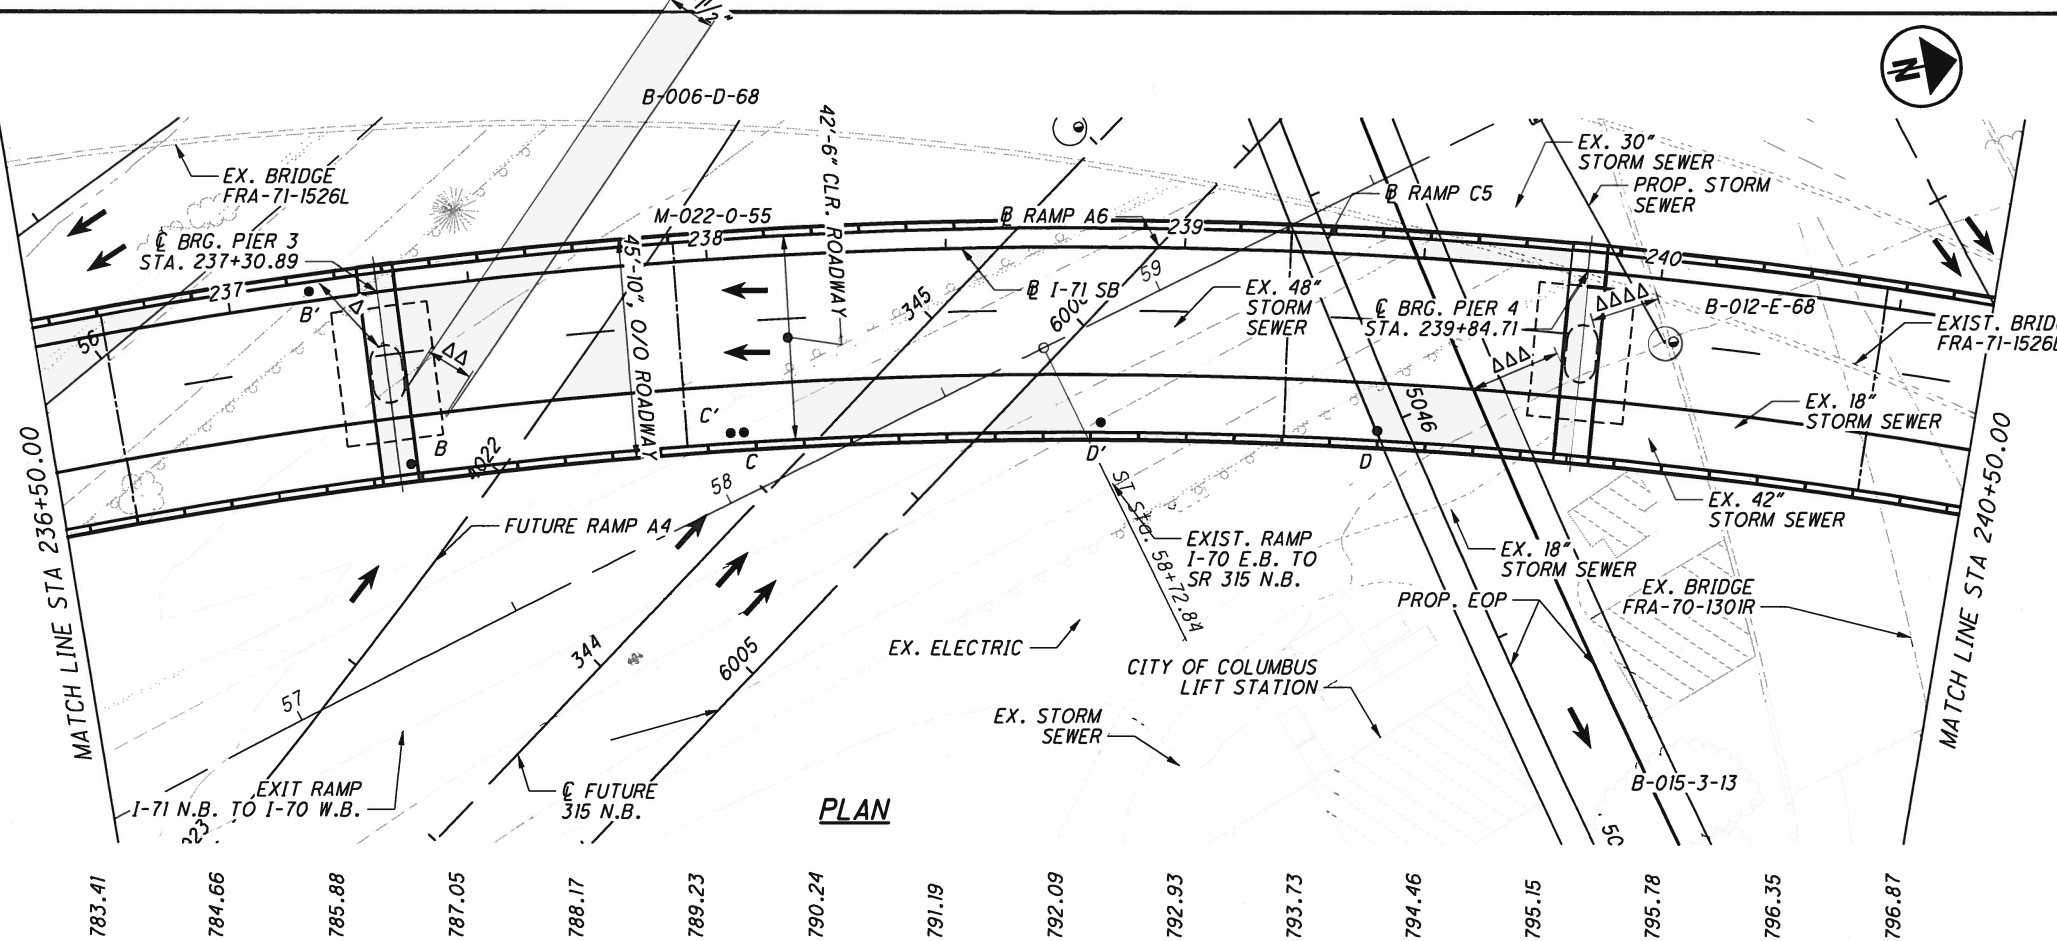 N
B-006-D-68
42'-6" CLR. ROADWAY
EX. BRIDGE
FRA-71-1526L
℄ BRG. PIER 3
STA. 237+30.89
M-022-0-55
45'-10", O/O ROADWAY
℄ RAMP A6
B RAMP C5
EX. 30"
STORM SEWER
PROP. STORM
SEWER
237
238
239
240
B I-71 SB
345
59
6006
EX. 48"
STORM
SEWER
℄ BRG. PIER 4
STA. 239+84.71
B-012-E-68
EXIST. BRID
FRA-71-1526L
56
B'
Δ
ΔΔ
ΔΔΔ
ΔΔΔΔ
EX. 18"
STORM SEWER
B
C'
C
D'
D
5046
58
ST Sta. 58+72.84
FUTURE RAMP A4
EXIST. RAMP
I-70 E.B. TO
SR 315 N.B.
EX. 18"
STORM SEWER
EX. 42"
STORM SEWER
PROP. EOP
EX. BRIDGE
FRA-70-1301R
EX. ELECTRIC
CITY OF COLUMBUS
LIFT STATION
EX. STORM
SEWER
344
6005
57
EXIT RAMP
I-71 N.B. TO I-70 W.B.
℄ FUTURE
315 N.B.
B-015-3-13
MATCH LINE STA 236+50.00
MATCH LINE STA 240+50.00
PLAN
783.41
784.66
785.88
787.05
788.17
789.23
790.24
791.19
792.09
792.93
793.73
794.46
795.15
795.78
796.35
796.87